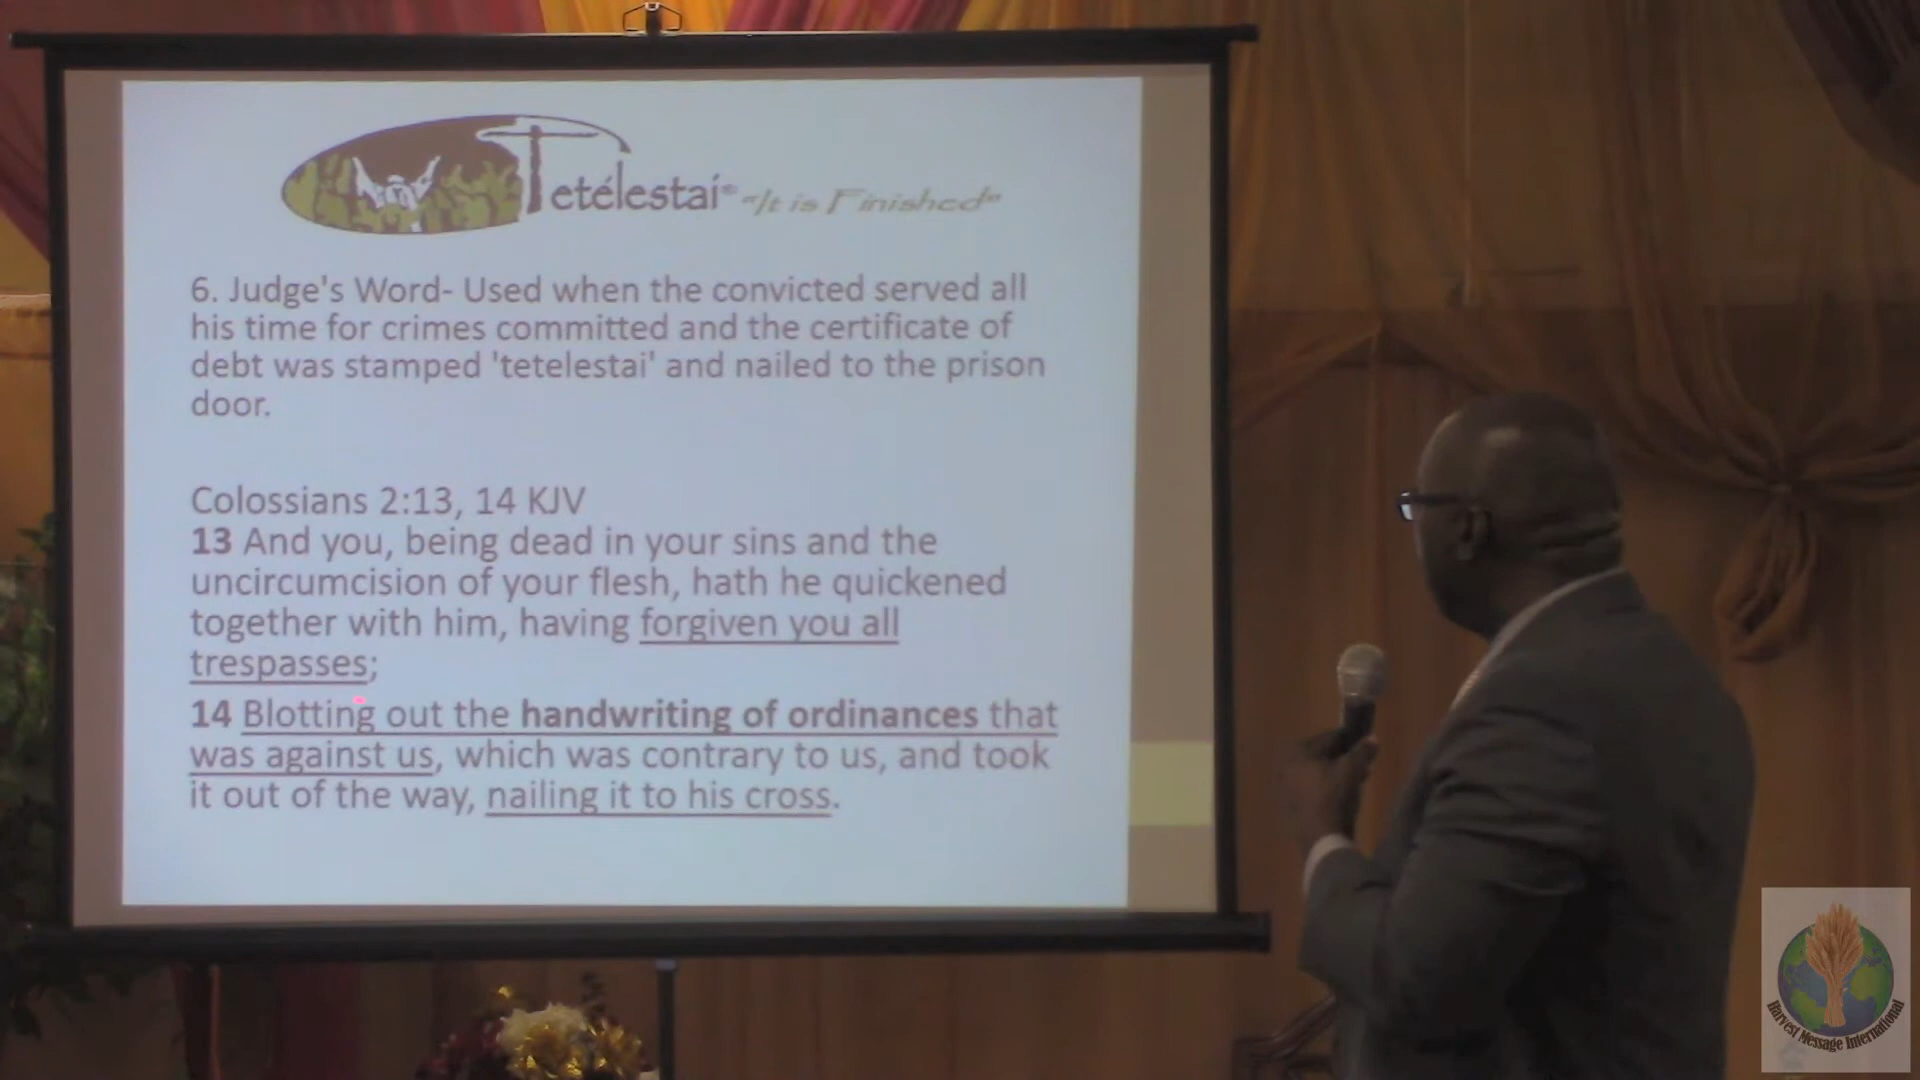 Tetélestaí® "It is Finished"
6. Judge's Word- Used when the convicted served all
his time for crimes committed and the certificate of
debt was stamped 'tetelestai' and nailed to the prison
door.
Colossians 2:13, 14 KJV
13 And you, being dead in your sins and the
uncircumcision of your flesh, hath he quickened
together with him, having forgiven you all
trespasses;
14 Blotting out the handwriting of ordinances that
was against us, which was contrary to us, and took
it out of the way, nailing it to his cross.
Harvest Message International